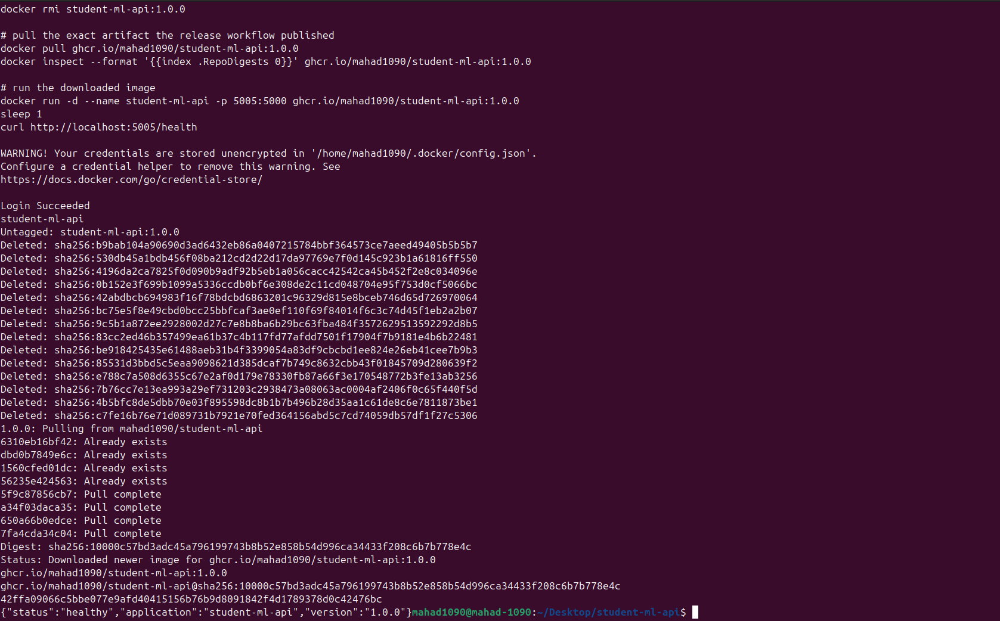 docker rmi student-ml-api:1.0.0
# pull the exact artifact the release workflow published
docker pull ghcr.io/mahad1090/student-ml-api:1.0.0
docker inspect --format '{{index .RepoDigests 0}}' ghcr.io/mahad1090/student-ml-api:1.0.0
# run the downloaded image
docker run -d --name student-ml-api -p 5005:5000 ghcr.io/mahad1090/student-ml-api:1.0.0
sleep 1
curl http://localhost:5005/health
WARNING! Your credentials are stored unencrypted in '/home/mahad1090/.docker/config.json'.
Configure a credential helper to remove this warning. See
https://docs.docker.com/go/credential-store/
Login Succeeded
student-ml-api
Untagged: student-ml-api:1.0.0
Deleted: sha256:b9bab104a90690d3ad6432eb86a0407215784bbf364573ce7aeed49405b5b5b7
Deleted: sha256:530db45a1bdb456f08ba212cd2d22d17da97769e7f0d145c923b1a61816ff550
Deleted: sha256:4196da2ca7825f0d090b9adf92b5eb1a056cacc42542ca45b452f2e8c034096e
Deleted: sha256:0b152e3f699b1099a5336ccdb0bf6e308de2c11cd048704e95f753d0cf5066bc
Deleted: sha256:42abdbcb694983f16f78bdcbd6863201c96329d815e8bceb746d65d726970064
Deleted: sha256:bc75e5f8e49cbd0bcc25bbfcaf3ae0ef110f69f84014f6c3c74d45f1eb2a2b07
Deleted: sha256:9c5b1a872ee2928002d27c7e8b8ba6b29bc63fba484f3572629513592292d8b5
Deleted: sha256:83cc2ed46b357499ea61b37c4b117fd77afdd7501f17904f7b9181e4b6b22481
Deleted: sha256:be918425435e61488aeb31b4f3399054a83df9cbcbd1ee824e26eb41cee7b9b3
Deleted: sha256:85531d3bbd5c5eaa9098621d385dcaf7b749c8632cbb43f01845709d280639f2
Deleted: sha256:e788c7a508d6355c67e2af0d179e78330fb87a66f3e170548772b3fe13ab3256
Deleted: sha256:7b76cc7e13ea993a29ef731203c2938473a08063ac0004af2406f0c65f440f5d
Deleted: sha256:4b5bfc8de5dbb70e03f895598dc8b1b7b496b28d35aa1c61de8c6e7811873be1
Deleted: sha256:c7fe16b76e71d089731b7921e70fed364156abd5c7cd74059db57df1f27c5306
1.0.0: Pulling from mahad1090/student-ml-api
6310eb16bf42: Already exists
dbd0b7849e6c: Already exists
1560cfed01dc: Already exists
56235e424563: Already exists
5f9c87856cb7: Pull complete
a34f03daca35: Pull complete
650a66b0edce: Pull complete
7fa4cda34c04: Pull complete
Digest: sha256:10000c57bd3adc45a796199743b8b52e858b54d996ca34433f208c6b7b778e4c
Status: Downloaded newer image for ghcr.io/mahad1090/student-ml-api:1.0.0
ghcr.io/mahad1090/student-ml-api:1.0.0
ghcr.io/mahad1090/student-ml-api@sha256:10000c57bd3adc45a796199743b8b52e858b54d996ca34433f208c6b7b778e4c
42ffa09066c5bbe077e9afd40415156b76b9d8091842f4d1789378d0c42476bc
{"status":"healthy","application":"student-ml-api","version":"1.0.0"}mahad1090@mahad-1090:~/Desktop/student-ml-api$